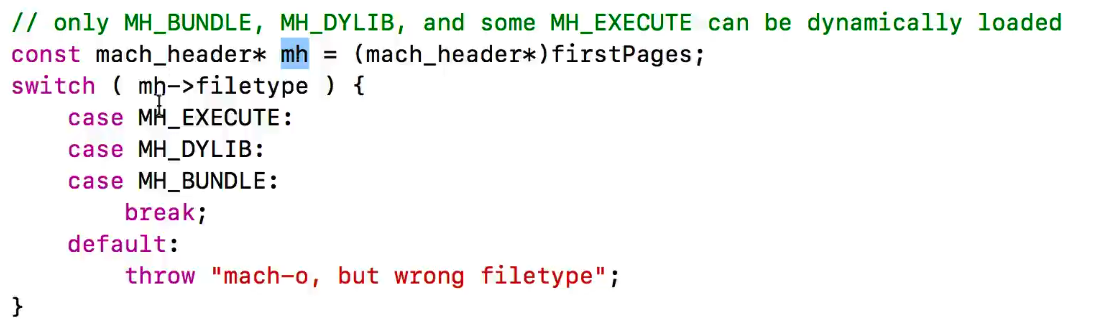 // only MH_BUNDLE, MH_DYLIB, and some MH_EXECUTE can be dynamically loaded
const mach_header* mh = (mach_header*)firstPages;
switch ( mh->filetype ) {
    case MH_EXECUTE:
    case MH_DYLIB:
    case MH_BUNDLE:
        break;
    default:
        throw "mach-o, but wrong filetype";
}